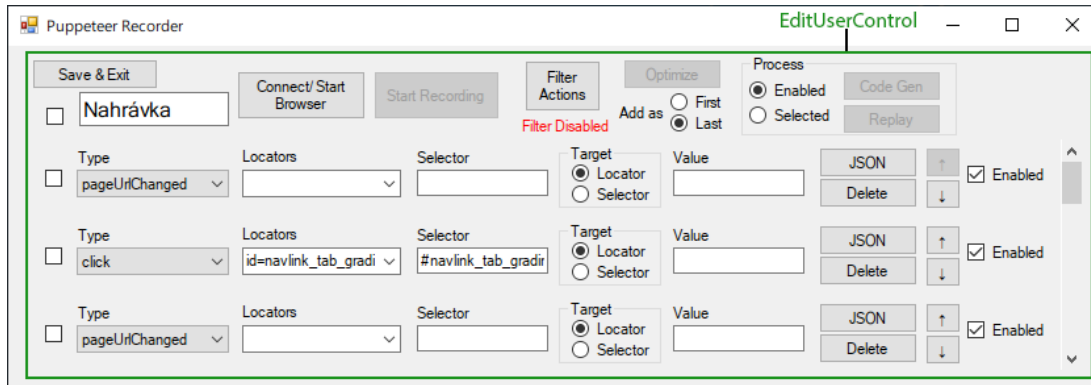 Puppeteer Recorder
EditUserControl
Save & Exit
Nahrávka
Connect/ Start
Browser
Start Recording
Filter
Actions
Filter Disabled
Optimize
Add as
First
Last
Process
Enabled
Selected
Code Gen
Replay
Type
Locators
Selector
Target
Value
pageUrlChanged
Locator
Selector
JSON
Delete
↑
↓
Enabled
Type
Locators
Selector
Target
Value
click
id=navlink_tab_gradi
#navlink_tab_gradir
Locator
Selector
JSON
Delete
↑
↓
Enabled
Type
Locators
Selector
Target
Value
pageUrlChanged
Locator
Selector
JSON
Delete
↑
↓
Enabled